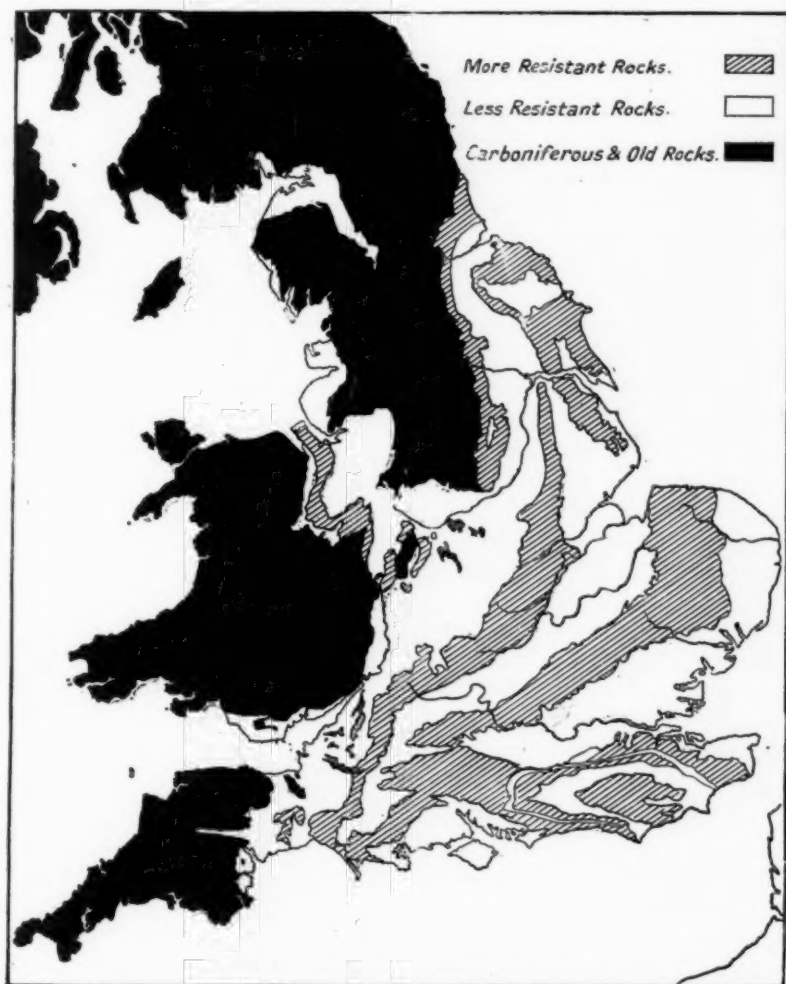 More Resistant Rocks.
Less Resistant Rocks.
Carboniferous & Old Rocks.